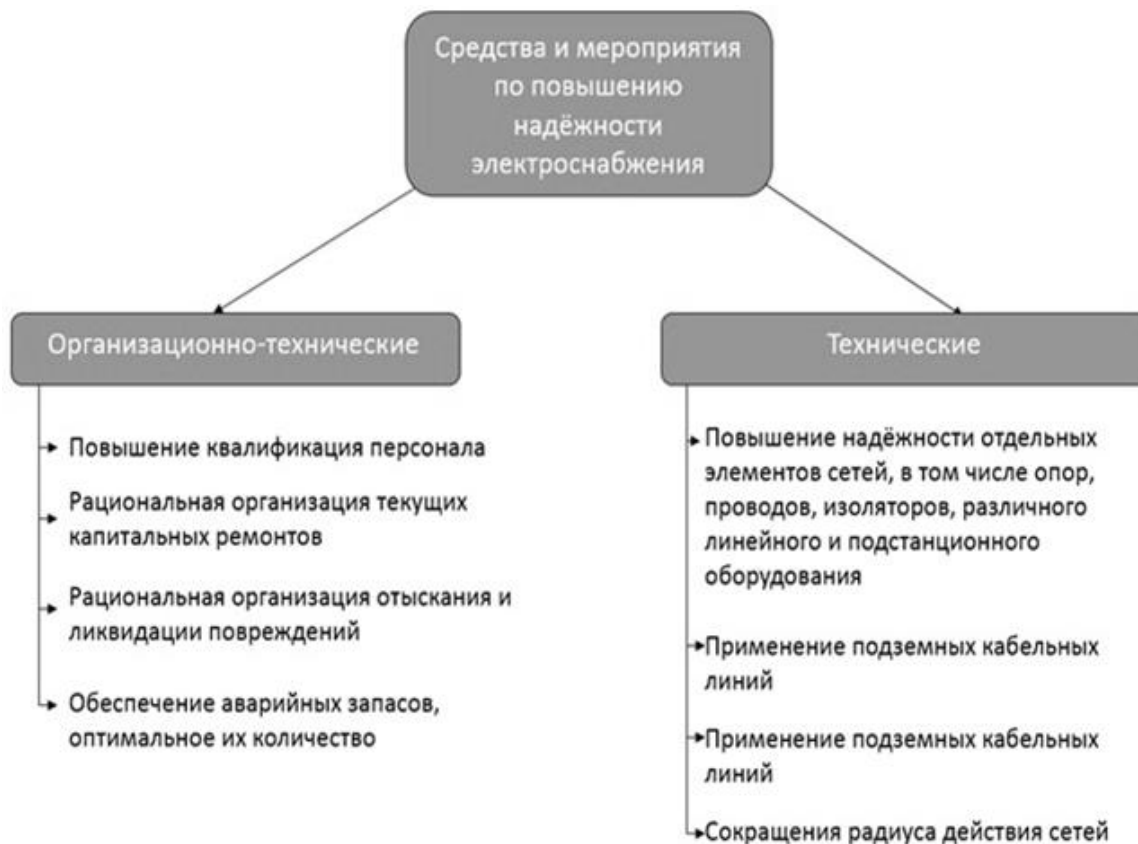 Средства и мероприятия
по повышению
надёжности
электроснабжения
Организационно-технические
Повышение квалификация персонала
Рациональная организация текущих
капитальных ремонтов
Рациональная организация отыскания и
ликвидации повреждений
Обеспечение аварийных запасов,
оптимальное их количество
Технические
Повышение надёжности отдельных
элементов сетей, в том числе опор,
проводов, изоляторов, различного
линейного и подстанционного
оборудования
Применение подземных кабельных
линий
Применение подземных кабельных
линий
Сокращения радиуса действия сетей